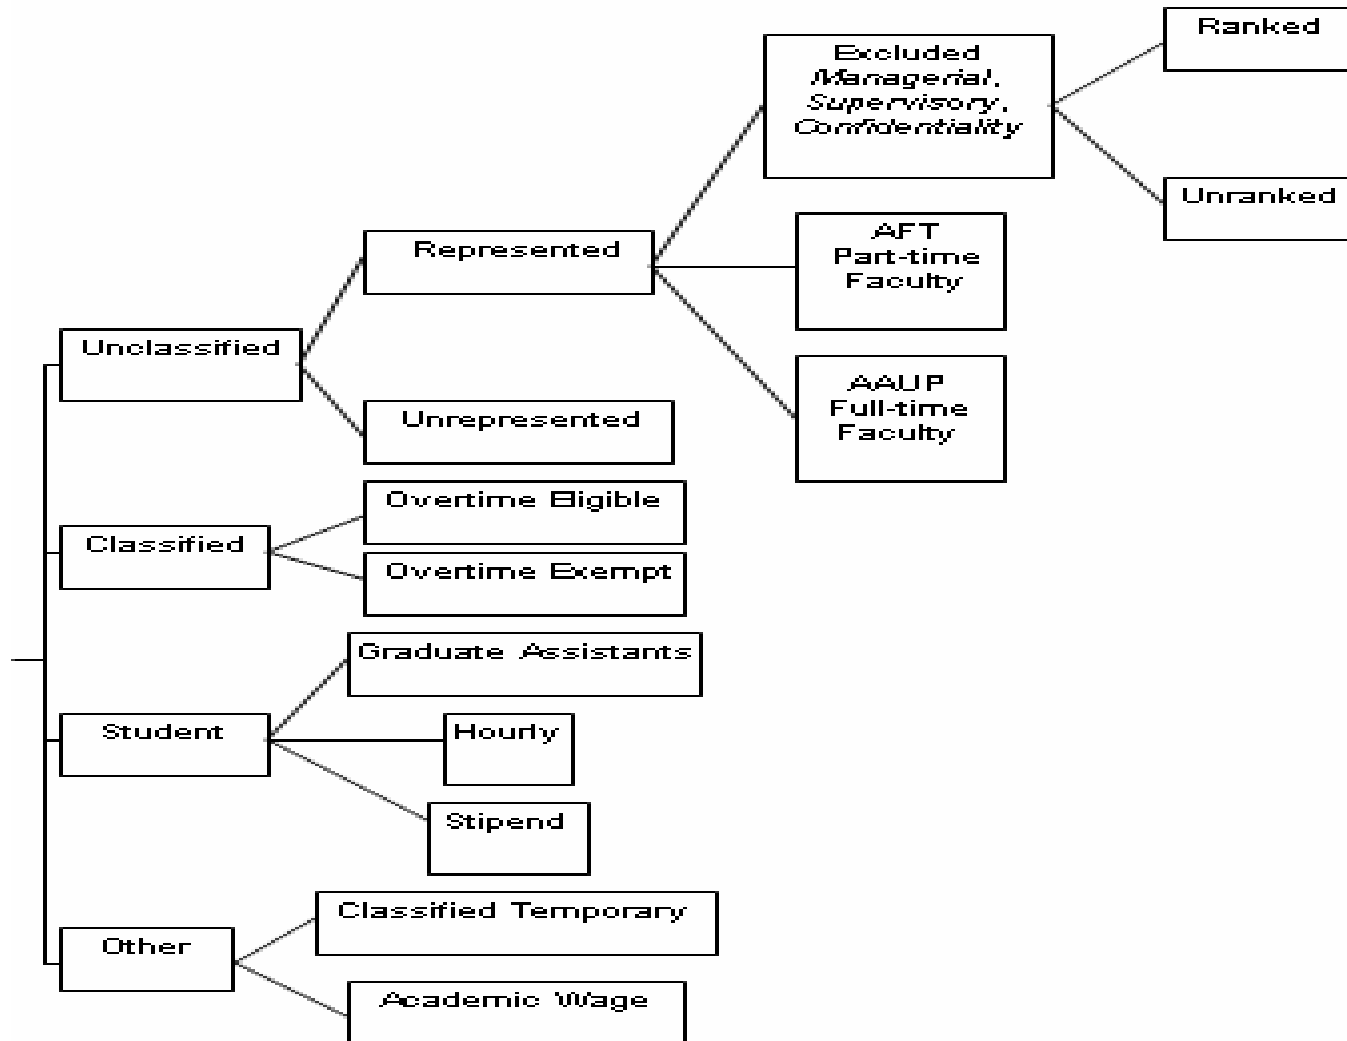 Ranked
Excluded
Managerial,
Supervisory,
Confidentiality
Unranked
AFT
Part-time
Faculty
Represented
Unclassified
AAUP
Full-time
Faculty
Unrepresented
Overtime Eligible
Classified
Overtime Exempt
Graduate Assistants
Student
Hourly
Stipend
Classified Temporary
Other
Academic Wage